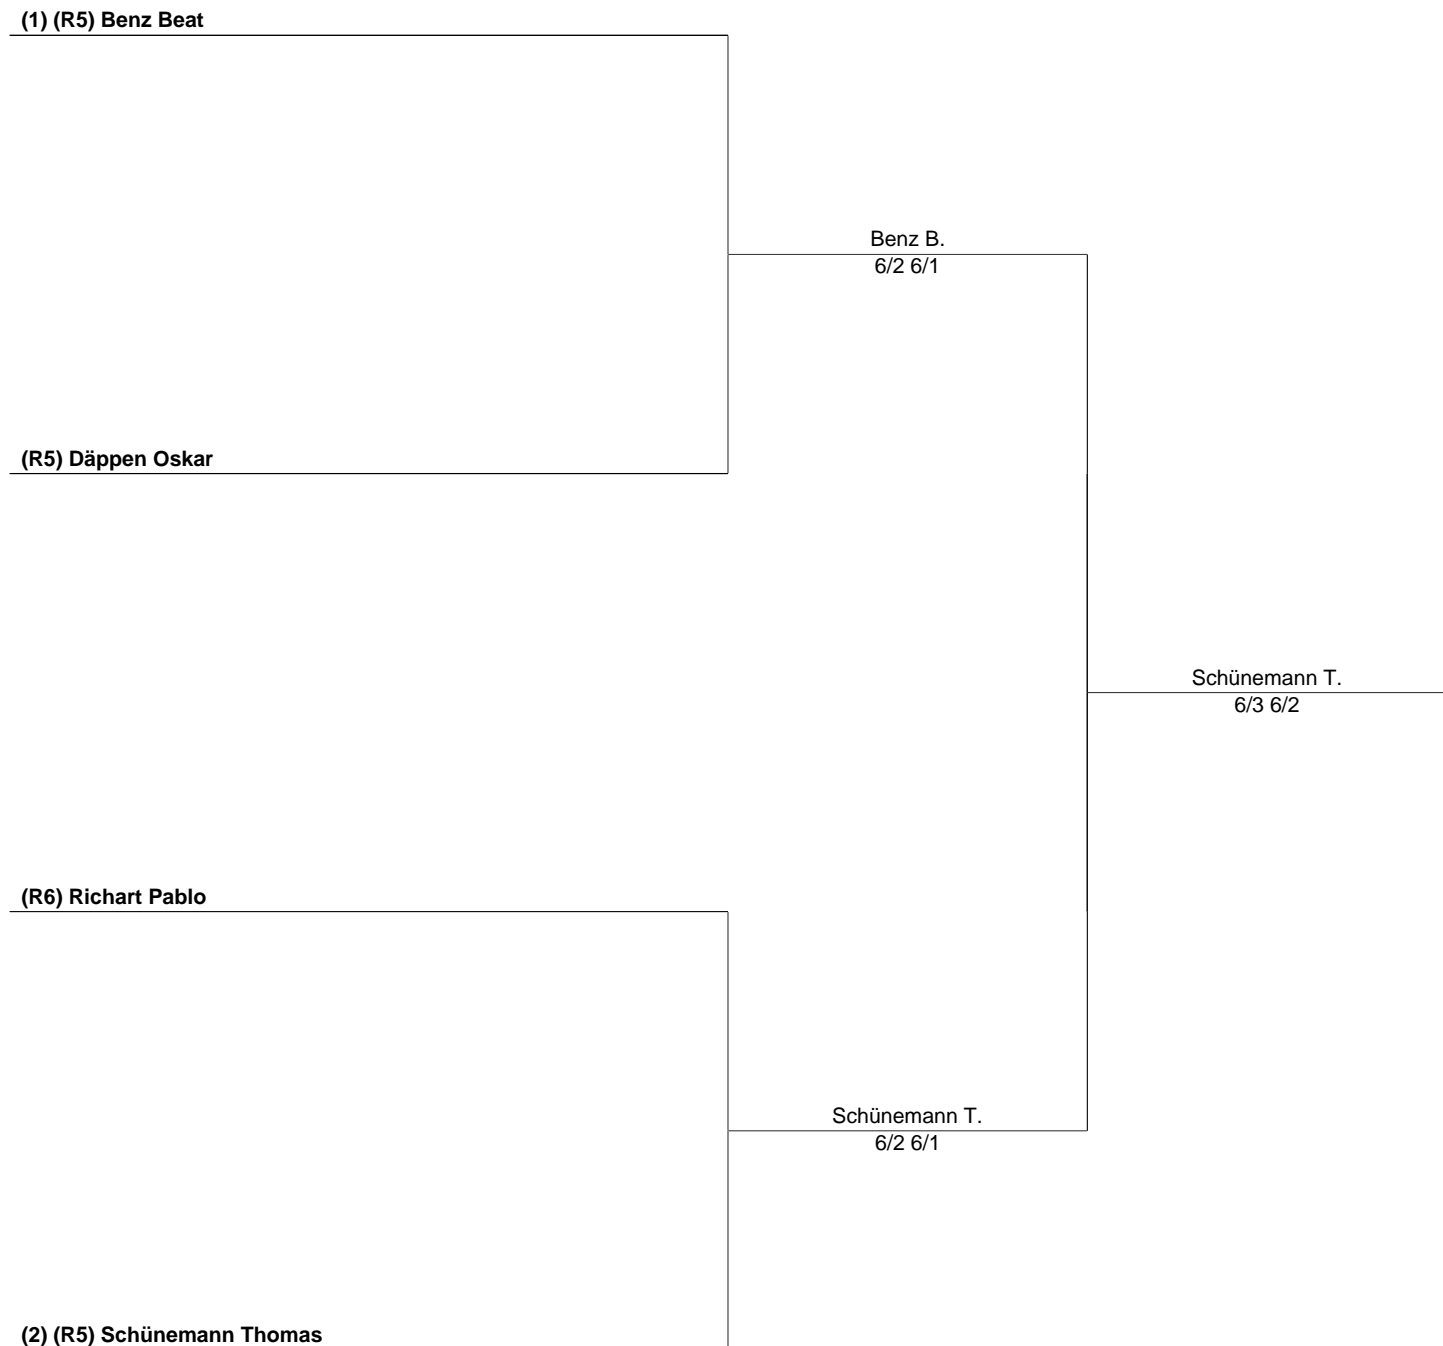 (1) (R5) Benz Beat
Benz B.
6/2 6/1
(R5) Däppen Oskar
Schünemann T.
6/3 6/2
(R6) Richart Pablo
Schünemann T.
6/2 6/1
(2) (R5) Schünemann Thomas